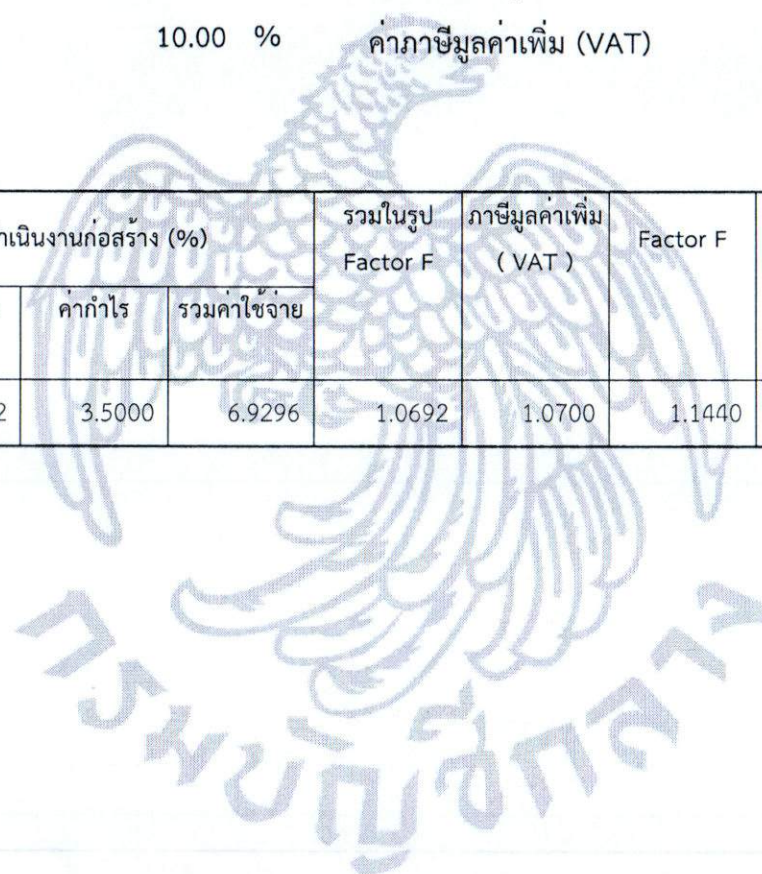 10.00 % ค่าภาษีมูลค่าเพิ่ม (VAT)
เนินงานก่อสร้าง (%) รวมในรูป ภาษีมูลค่าเพิ่ม Factor F
Factor F ( VAT )
ค่ากำไร รวมค่าใช้จ่าย
2 3.5000 6.9296 1.0692 1.0700 1.1440
กรมบัญชีกลาง